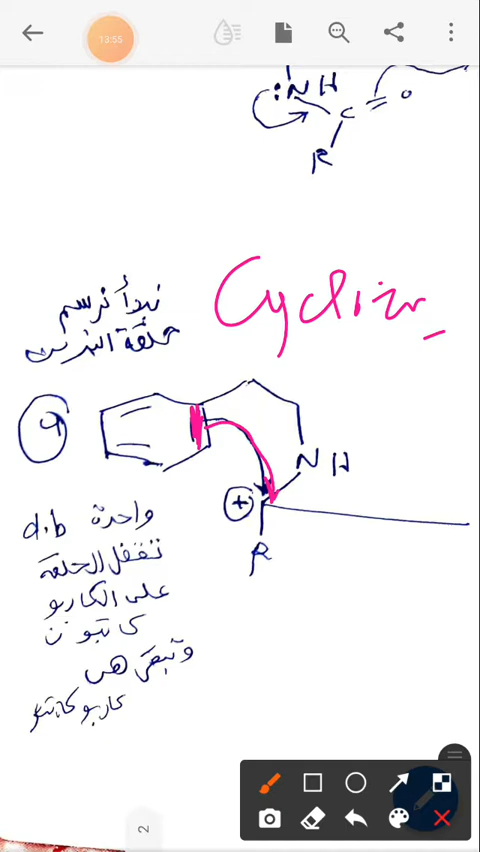 13:55
:NH
C = O
R
نبدأ نرسم
حلقة البنزين
Cycliz
4
NH
+
R
d.b واحدة
تقفل الحلقة
على الكاربو
كاتيون
وتبقى هي
كاربوكاتيو
2